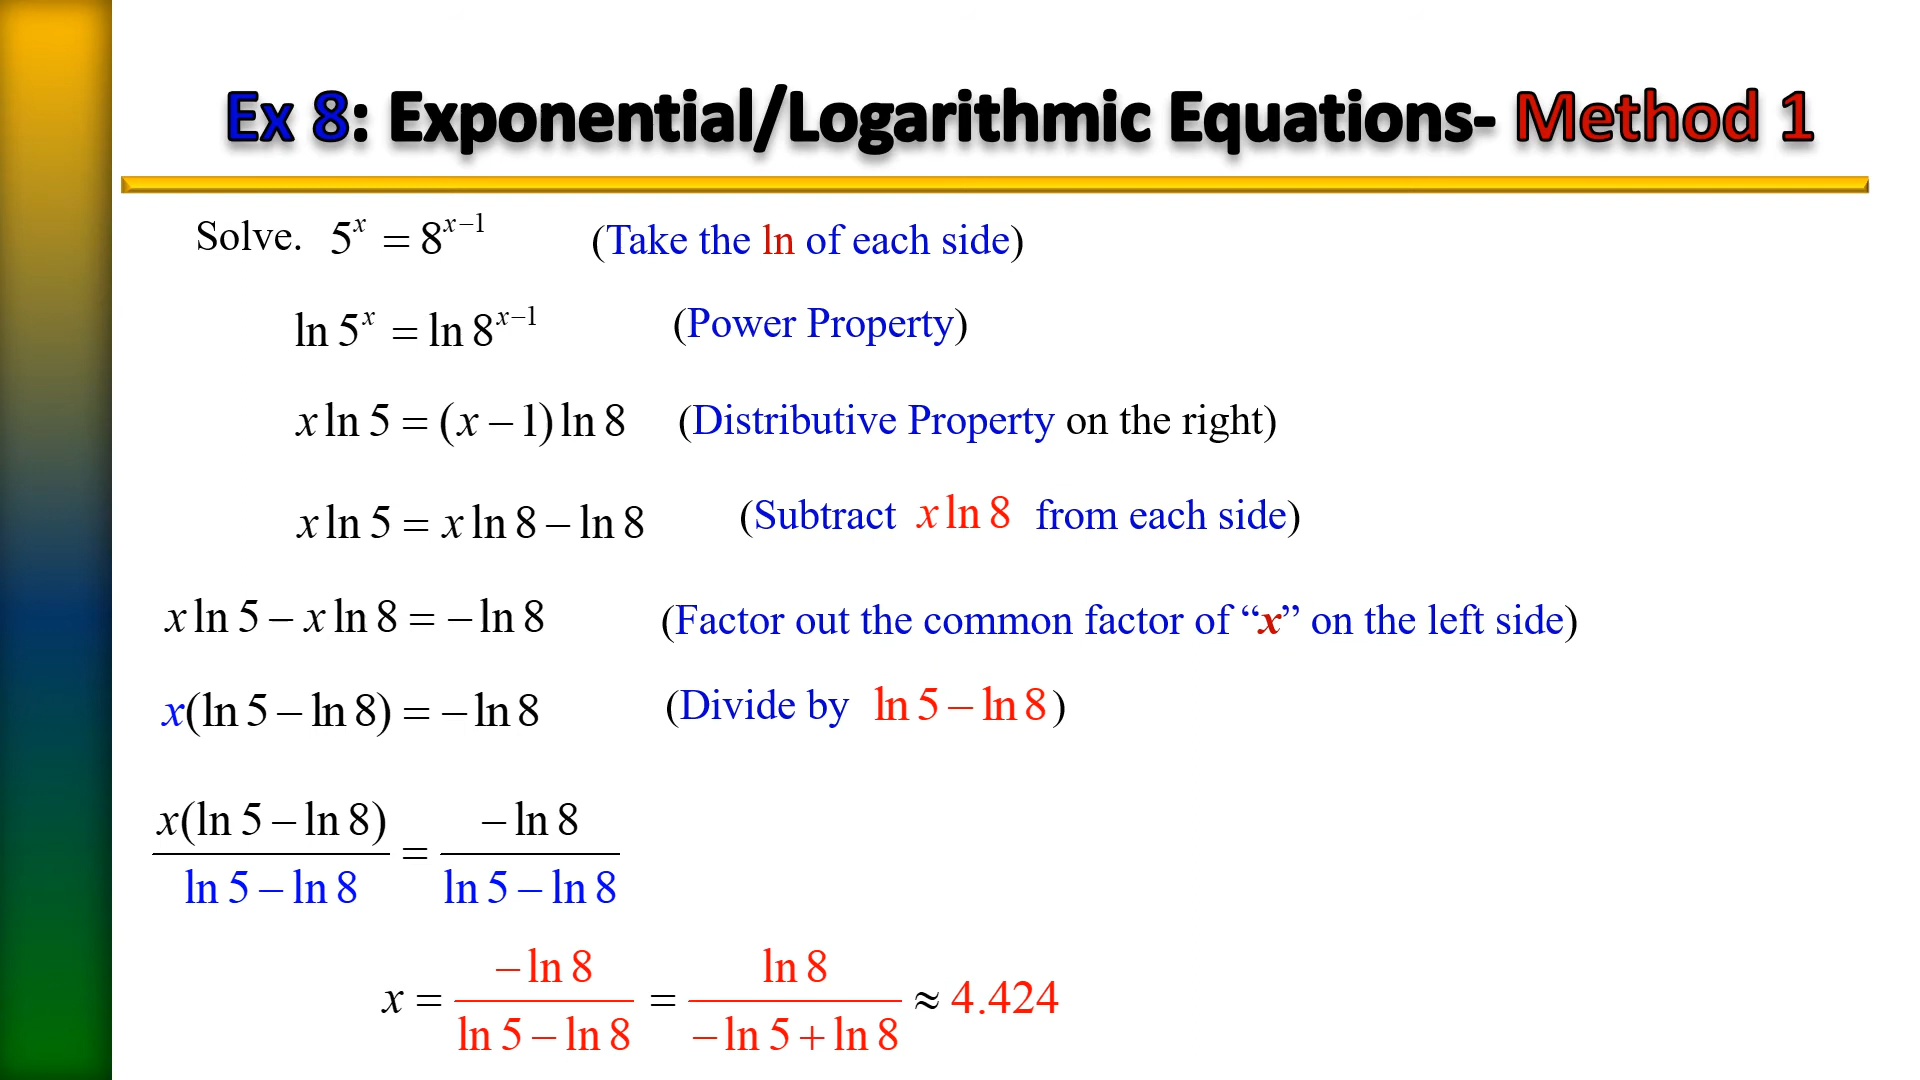 Ex 8: Exponential/Logarithmic Equations- Method 1
Solve. 5^x = 8^(x−1) (Take the ln of each side)
ln 5^x = ln 8^(x−1) (Power Property)
x ln 5 = (x − 1) ln 8 (Distributive Property on the right)
x ln 5 = x ln 8 − ln 8 (Subtract x ln 8 from each side)
x ln 5 − x ln 8 = − ln 8 (Factor out the common factor of “x” on the left side)
x(ln 5 − ln 8) = − ln 8 (Divide by ln 5 − ln 8)
x(ln 5 − ln 8) / (ln 5 − ln 8) = − ln 8 / (ln 5 − ln 8)
x = − ln 8 / (ln 5 − ln 8) = ln 8 / (− ln 5 + ln 8) ≈ 4.424